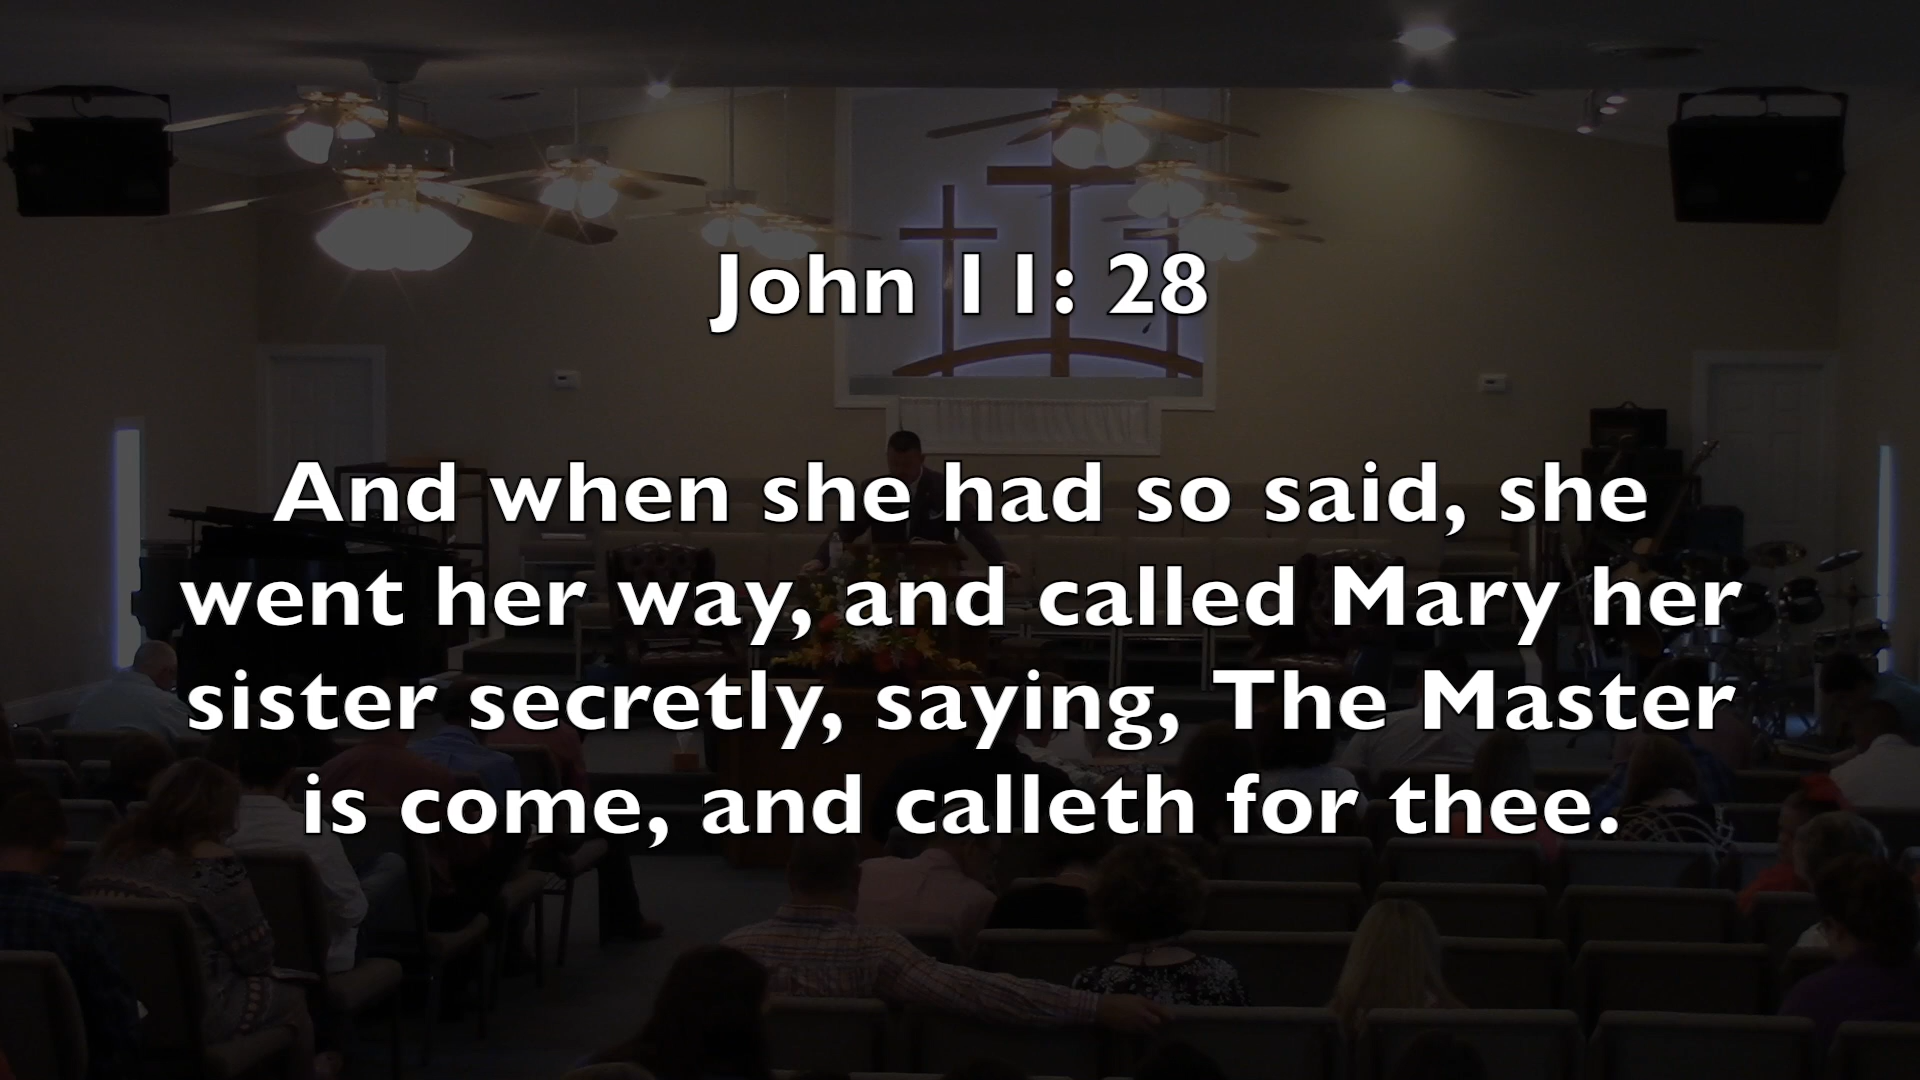 John 11: 28
And when she had so said, she
went her way, and called Mary her
sister secretly, saying, The Master
is come, and calleth for thee.